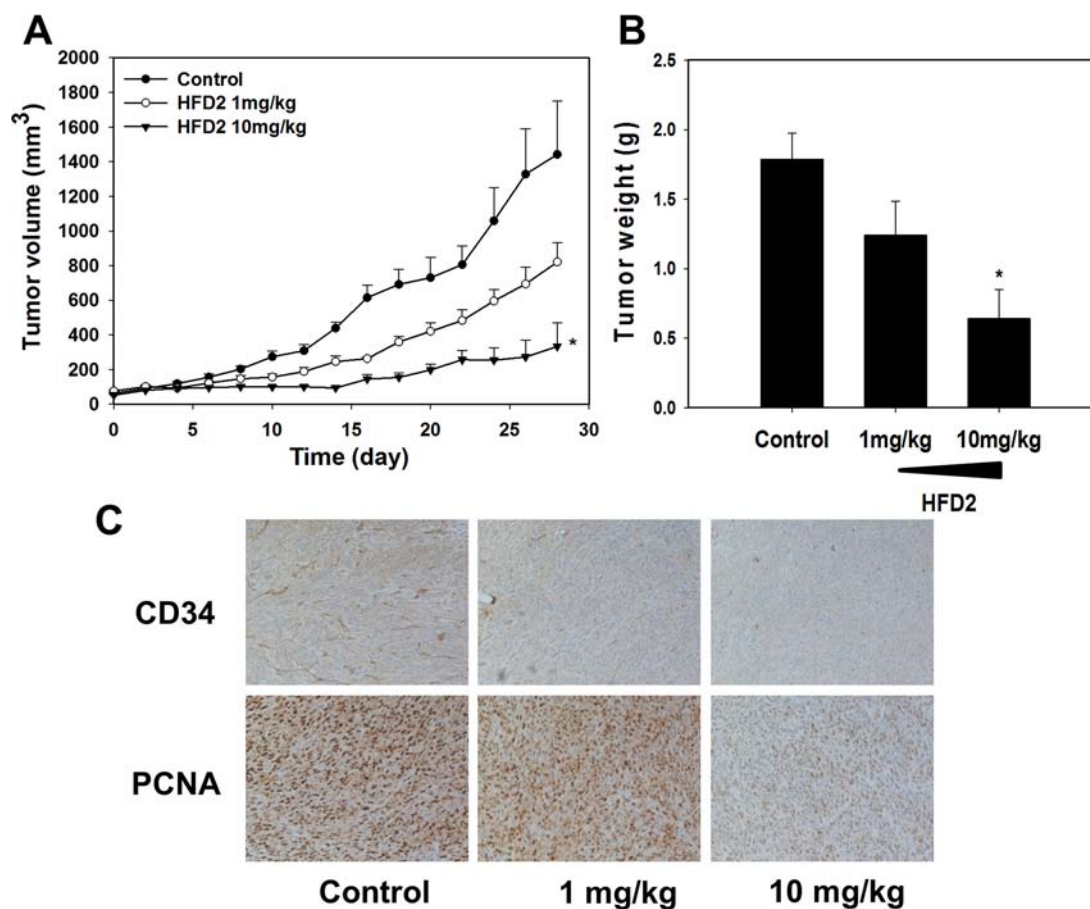 A
Tumor volume (mm3)
2000
1800
1600
1400
1200
1000
800
600
400
200
0
Control
HFD2 1mg/kg
HFD2 10mg/kg
*
0 5 10 15 20 25 30
Time (day)
B
Tumor weight (g)
2.5
2.0
1.5
1.0
0.5
0.0
*
Control 1mg/kg 10mg/kg
HFD2
C
CD34
PCNA
Control 1 mg/kg 10 mg/kg